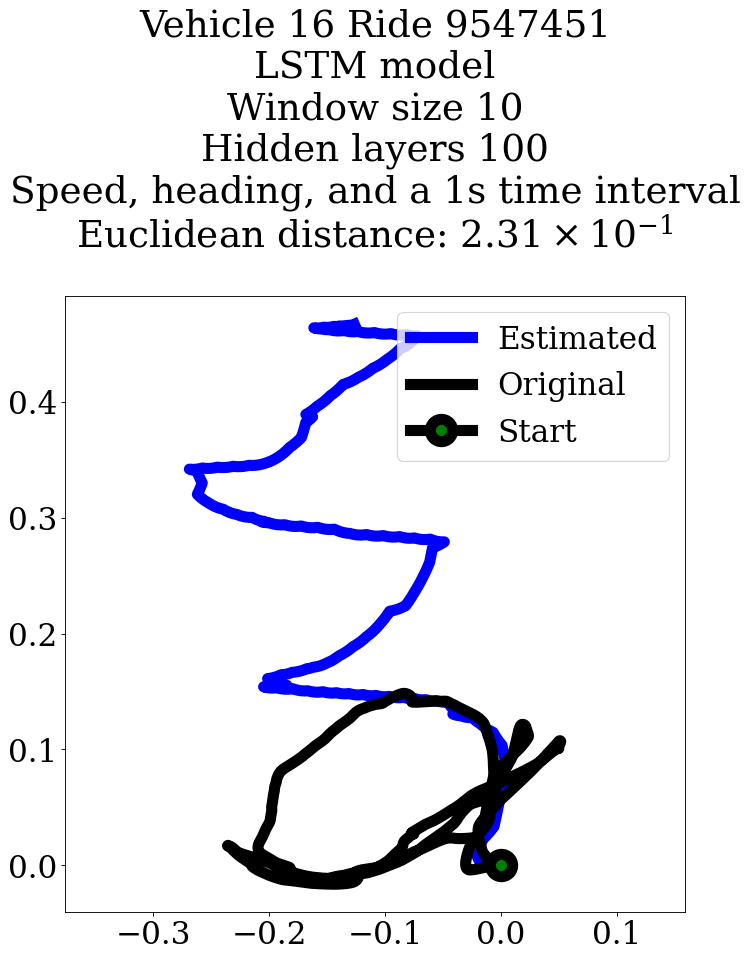 Vehicle 16 Ride 9547451
LSTM model
Window size 10
Hidden layers 100
Speed, heading, and a 1s time interval
Euclidean distance: 2.31 × 10⁻¹
Estimated
Original
Start
0.4
0.3
0.2
0.1
0.0
−0.3 −0.2 −0.1 0.0 0.1